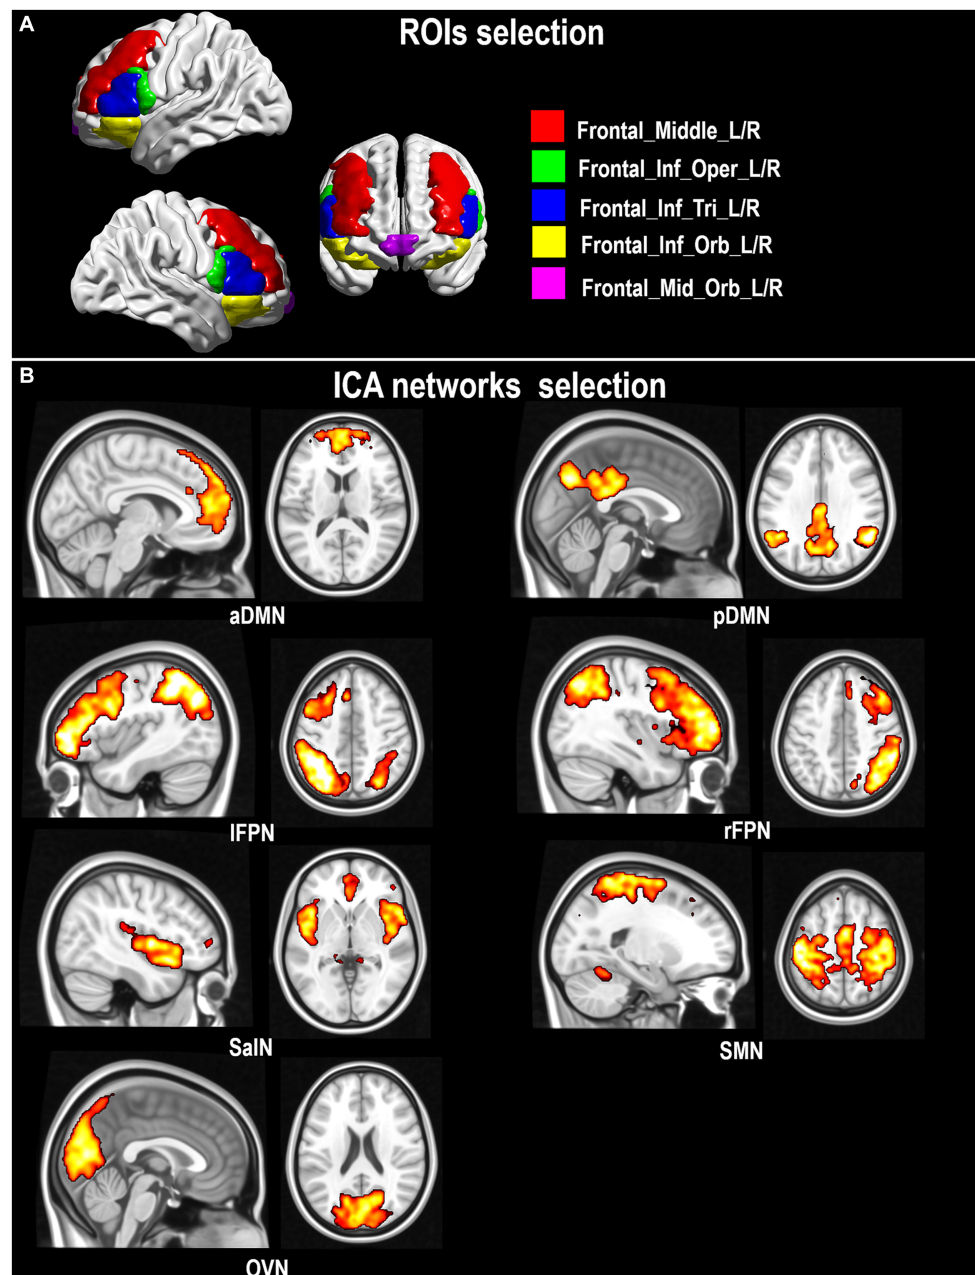 A
ROIs selection
Frontal_Middle_L/R
Frontal_Inf_Oper_L/R
Frontal_Inf_Tri_L/R
Frontal_Inf_Orb_L/R
Frontal_Mid_Orb_L/R
B
ICA networks selection
aDMN
pDMN
lFPN
rFPN
SalN
SMN
OVN